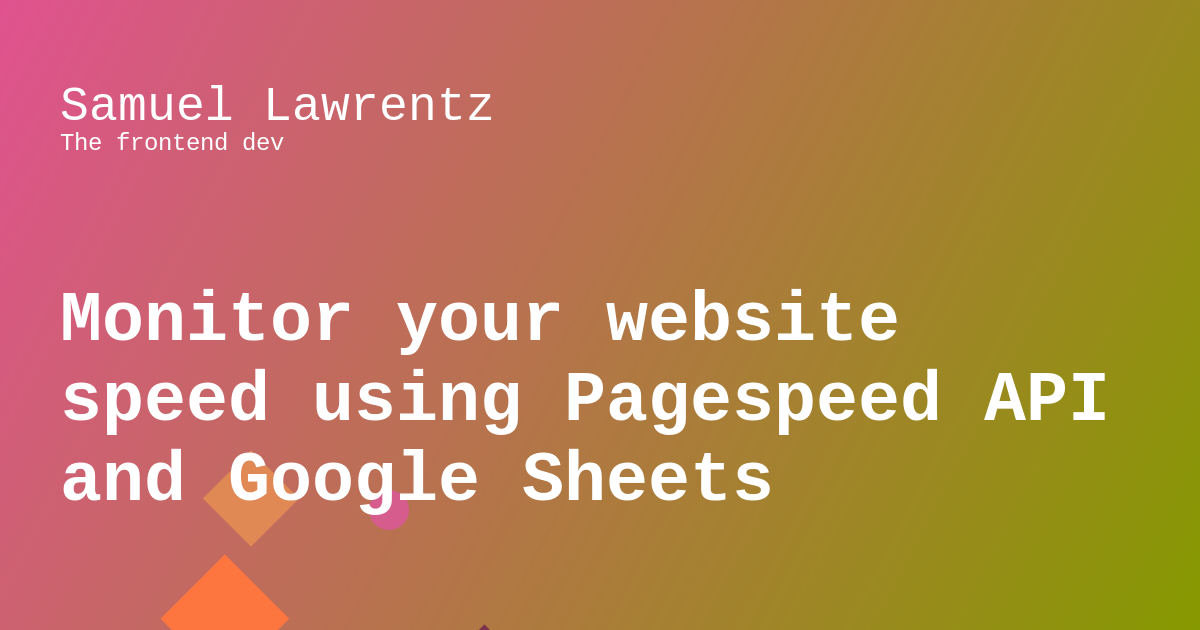 Samuel Lawrentz
The frontend dev
Monitor your website
speed using Pagespeed API
and Google Sheets